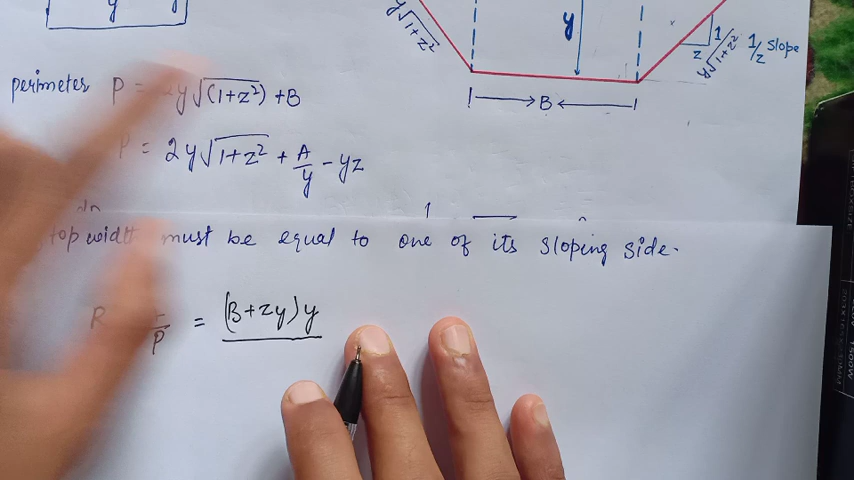 y
y
y√1+z²
y
1
z
y√1+z²
1/z slope
B
perimeter P = 2y√(1+z²) + B
P = 2y√1+z² + A/y - yz
top width must be equal to one of its sloping side.
R = /P = (B+zy)y